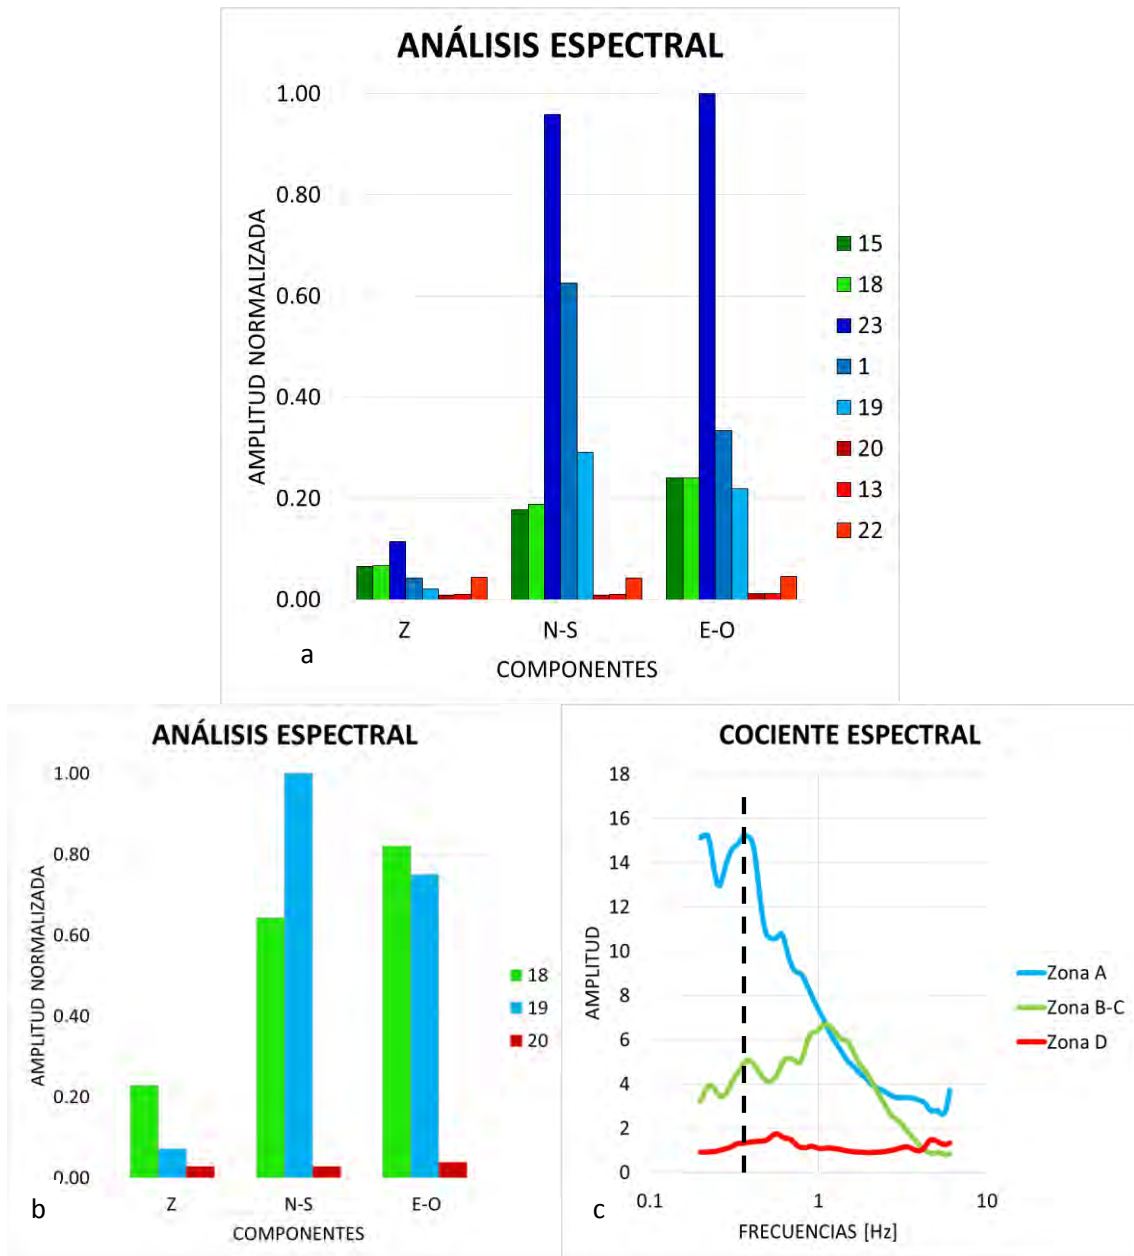 ANÁLISIS ESPECTRAL
AMPLITUD NORMALIZADA
1.00
0.80
0.60
0.40
0.20
0.00
Z
N-S
E-O
COMPONENTES
15
18
23
1
19
20
13
22
a
ANÁLISIS ESPECTRAL
AMPLITUD NORMALIZADA
1.00
0.80
0.60
0.40
0.20
0.00
Z
N-S
E-O
COMPONENTES
18
19
20
b
COCIENTE ESPECTRAL
AMPLITUD
18
16
14
12
10
8
6
4
2
0
0.1
1
10
FRECUENCIAS [Hz]
Zona A
Zona B-C
Zona D
c